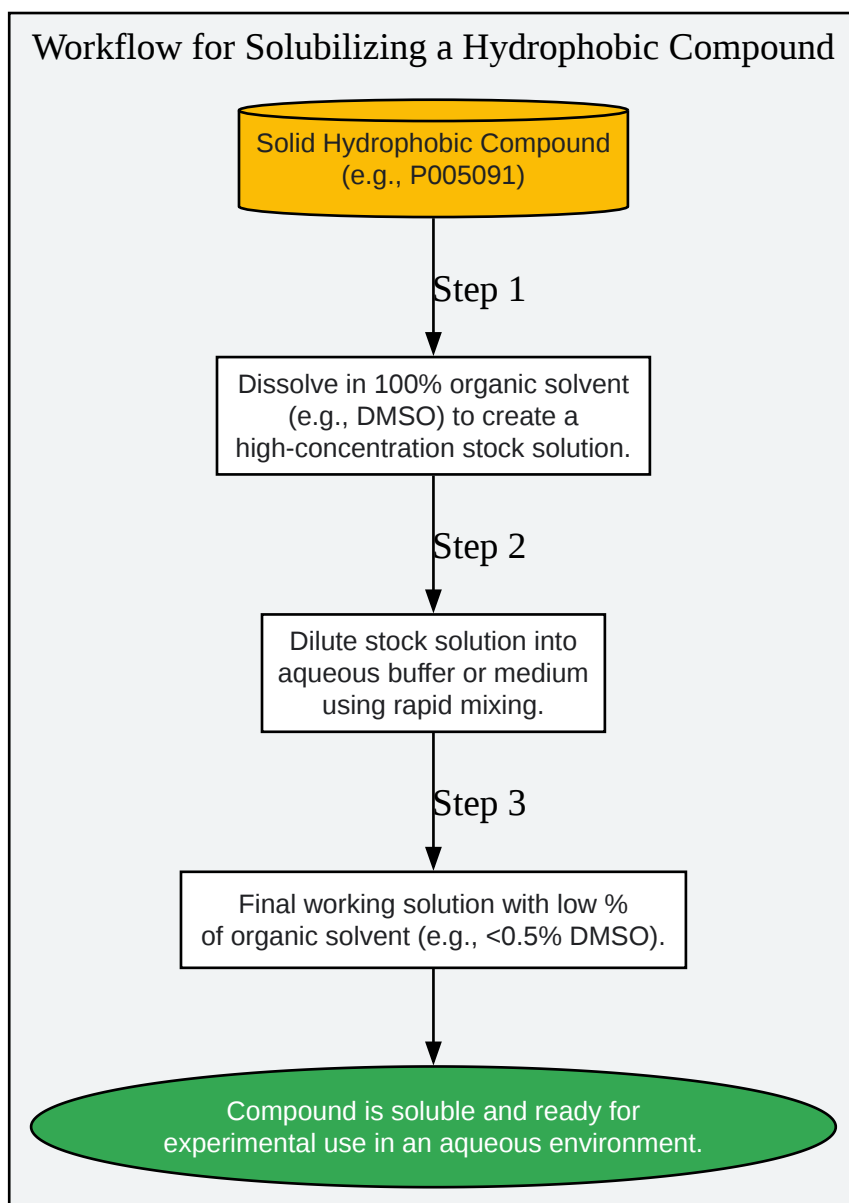 Workflow for Solubilizing a Hydrophobic Compound
Solid Hydrophobic Compound
(e.g., P005091)
Step 1
Dissolve in 100% organic solvent
(e.g., DMSO) to create a
high-concentration stock solution.
Step 2
Dilute stock solution into
aqueous buffer or medium
using rapid mixing.
Step 3
Final working solution with low %
of organic solvent (e.g., <0.5% DMSO).
Compound is soluble and ready for
experimental use in an aqueous environment.